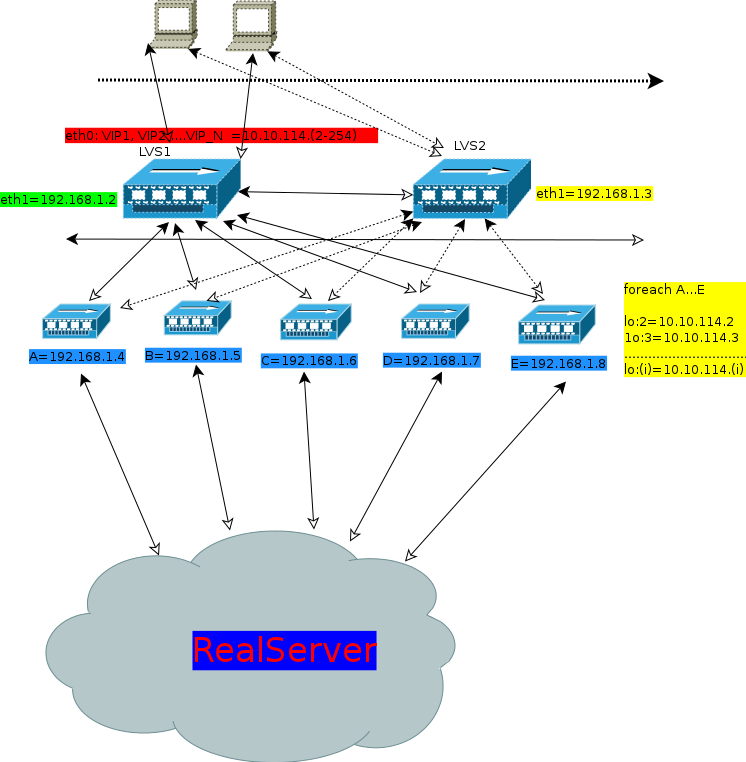 eth0: VIP1, VIP2,...VIP_N =10.10.114.(2-254)
LVS1
LVS2
eth1=192.168.1.2
eth1=192.168.1.3
foreach A...E
lo:2=10.10.114.2
1o:3=10.10.114.3
................................
lo:(i)=10.10.114.(i)
A=192.168.1.4
B=192.168.1.5
C=192.168.1.6
D=192.168.1.7
E=192.168.1.8
RealServer